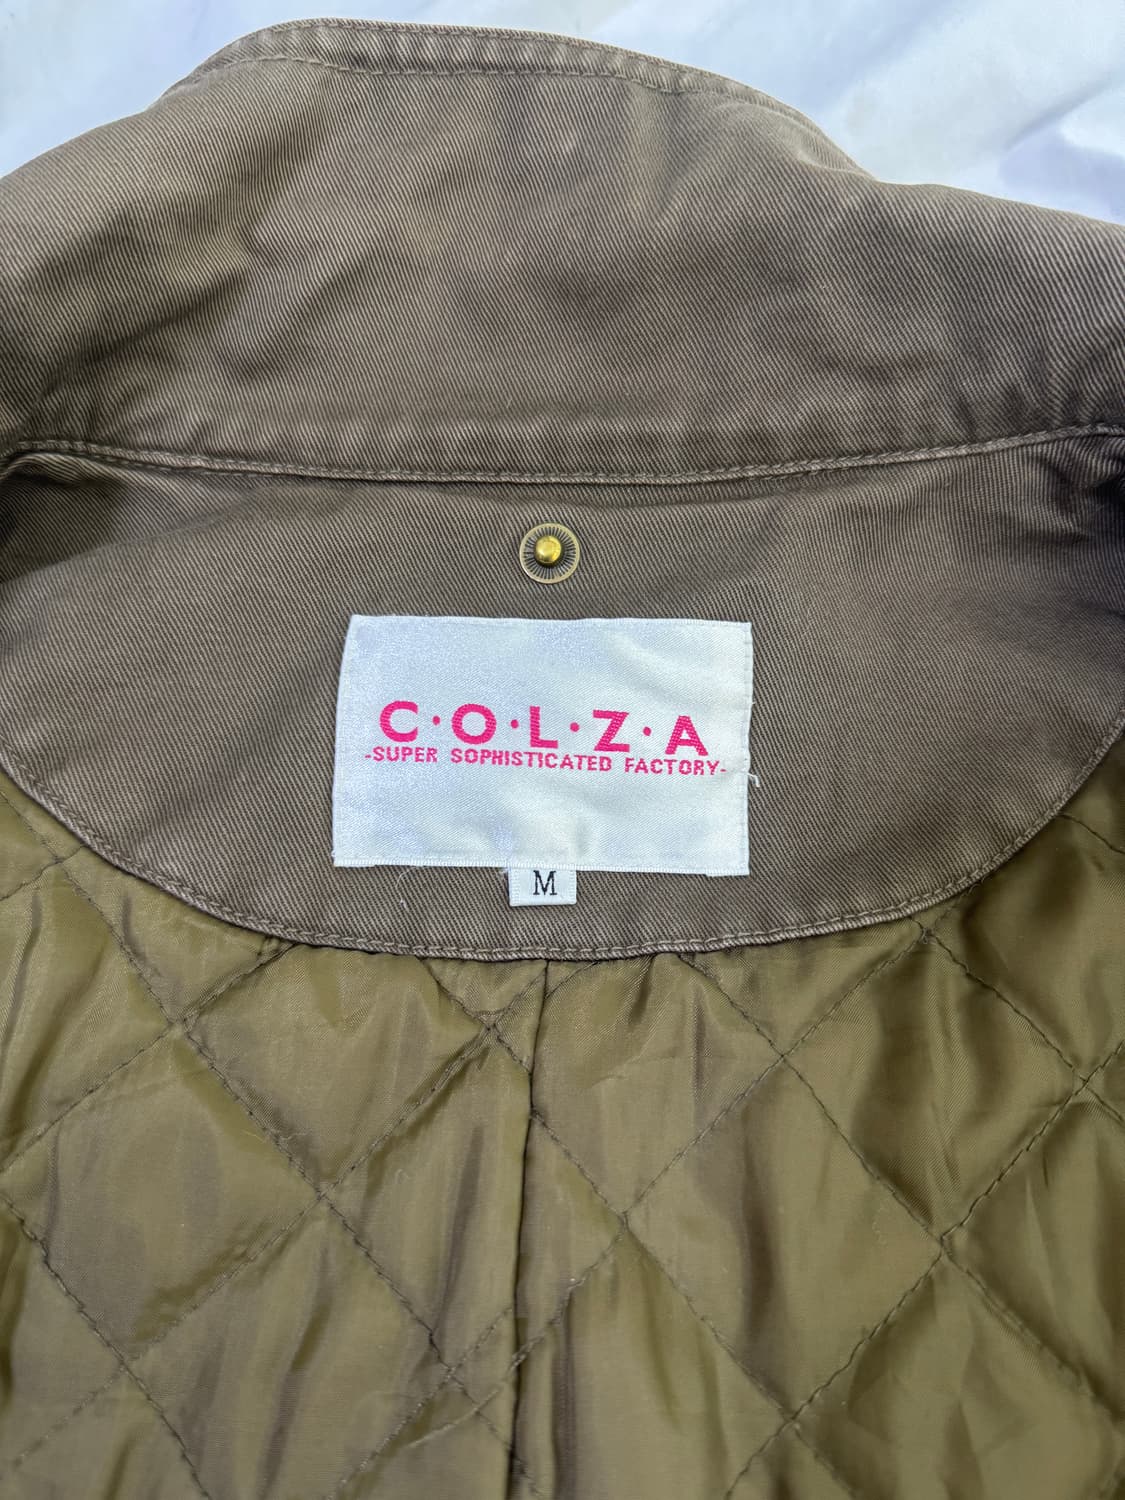 C·O·L·Z·A
-SUPER SOPHISTICATED FACTORY-
M